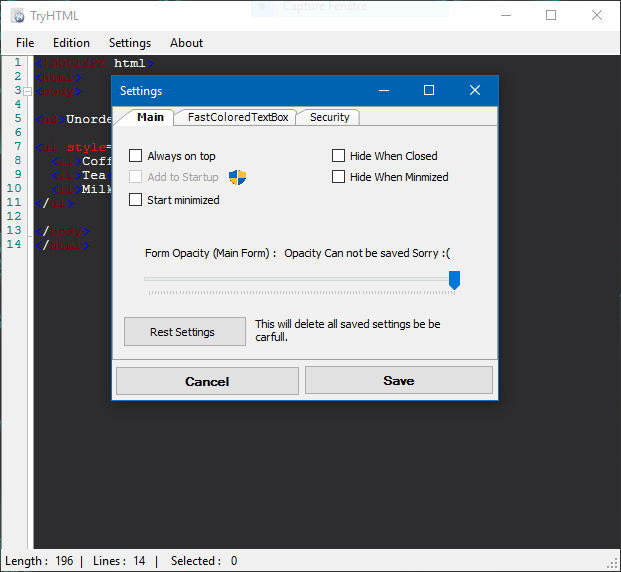 Capture Fenêtre
TryHTML
File Edition Settings About
1 <!DOCTYPE html>
2 <html>
3 <body>
4
5 <h2>Unorde
6
7 <ul style=
8 <li>Coff
9 <li>Tea
10 <li>Milk
11 </ul>
12
13 </body>
14 </html>
Settings
Main FastColoredTextBox Security
Always on top Hide When Closed
Add to Startup Hide When Minmized
Start minimized
Form Opacity (Main Form) : Opacity Can not be saved Sorry :(
Rest Settings
This will delete all saved settings be be
carfull.
Cancel Save
Length : 196 | Lines : 14 | Selected : 0